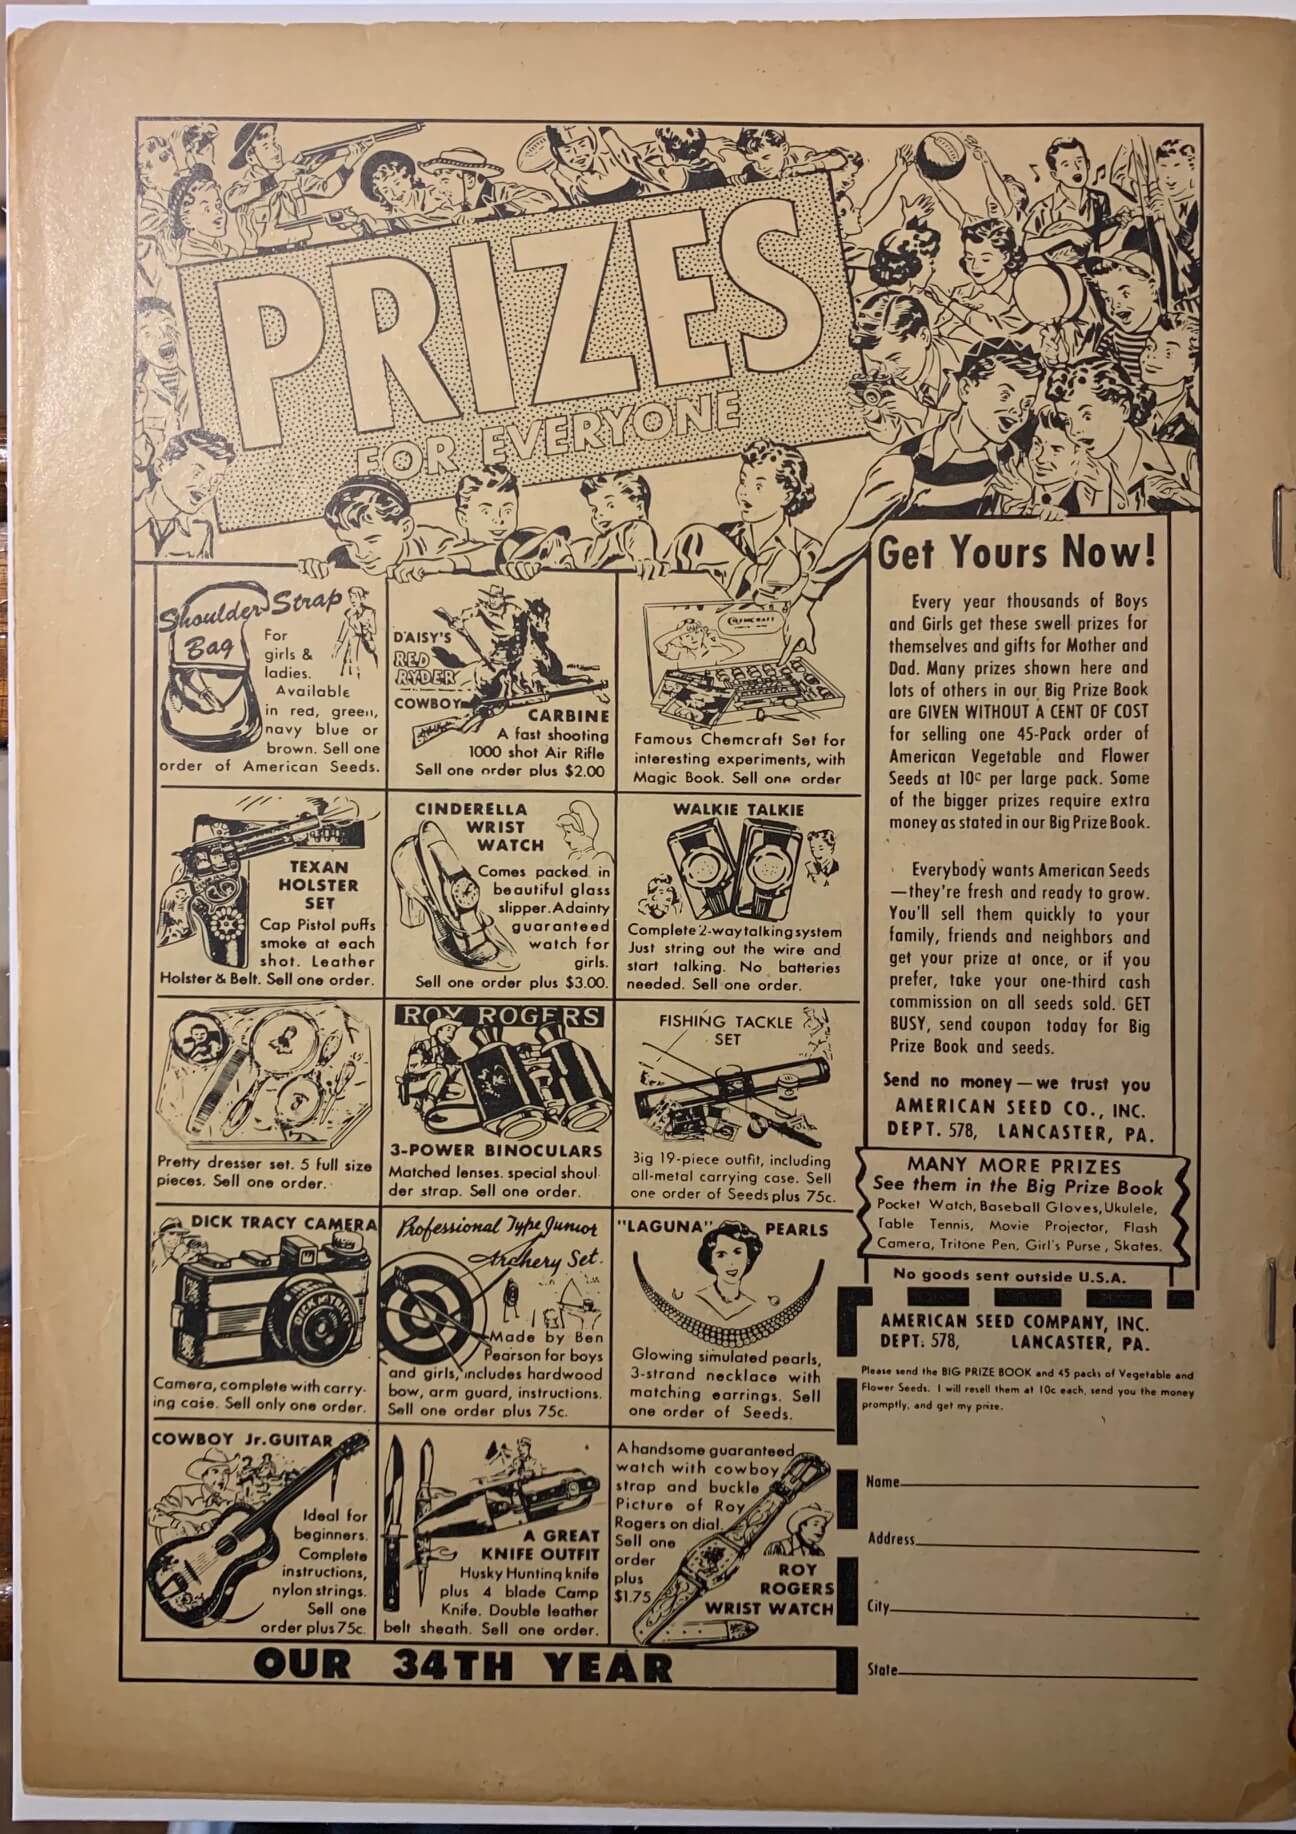 PRIZES
FOR EVERYONE
Shoulder Strap
Bag
For
girls &
ladies.
Available
in red, green,
navy blue or
brown. Sell one
order of American Seeds.
DAISY'S
RED
RYDER
COWBOY
CARBINE
A fast shooting
1000 shot Air Rifle
Sell one order plus $2.00
CHEMCRAFT
Famous Chemcraft Set for
interesting experiments, with
Magic Book. Sell one order
TEXAN
HOLSTER
SET
Cap Pistol puffs
smoke at each
shot. Leather
Holster & Belt. Sell one order.
CINDERELLA
WRIST
WATCH
Comes packed in
beautiful glass
slipper. A dainty
guaranteed
watch for
girls.
Sell one order plus $3.00.
WALKIE TALKIE
Complete 2-way talking system
Just string out the wire and
start talking. No batteries
needed. Sell one order.
Pretty dresser set. 5 full size
pieces. Sell one order.
ROY ROGERS
3-POWER BINOCULARS
Matched lenses. special shoul-
der strap. Sell one order.
FISHING TACKLE
SET
Big 19-piece outfit, including
all-metal carrying case. Sell
one order of Seeds plus 75c.
DICK TRACY CAMERA
DICK TRACY
Camera, complete with carry-
ing case. Sell only one order.
Professional Type Junior
Archery Set.
Made by Ben
Pearson for boys
and girls, includes hardwood
bow, arm guard, instructions.
Sell one order plus 75c.
"LAGUNA" PEARLS
Glowing simulated pearls,
3-strand necklace with
matching earrings. Sell
one order of Seeds.
COWBOY Jr. GUITAR
Ideal for
beginners.
Complete
instructions,
nylon strings.
Sell one
order plus 75c.
A GREAT
KNIFE OUTFIT
Husky Hunting knife
plus 4 blade Camp
Knife. Double leather
belt sheath. Sell one order.
A handsome guaranteed
watch with cowboy
strap and buckle
Picture of Roy
Rogers on dial.
Sell one
order
plus
$1.75
ROY
ROGERS
WRIST WATCH
OUR 34TH YEAR
Get Yours Now!
Every year thousands of Boys
and Girls get these swell prizes for
themselves and gifts for Mother and
Dad. Many prizes shown here and
lots of others in our Big Prize Book
are GIVEN WITHOUT A CENT OF COST
for selling one 45-Pack order of
American Vegetable and Flower
Seeds at 10c per large pack. Some
of the bigger prizes require extra
money as stated in our Big Prize Book.
Everybody wants American Seeds
—they're fresh and ready to grow.
You'll sell them quickly to your
family, friends and neighbors and
get your prize at once, or if you
prefer, take your one-third cash
commission on all seeds sold. GET
BUSY, send coupon today for Big
Prize Book and seeds.
Send no money — we trust you
AMERICAN SEED CO., INC.
DEPT. 578, LANCASTER, PA.
MANY MORE PRIZES
See them in the Big Prize Book
Pocket Watch, Baseball Gloves, Ukulele,
Table Tennis, Movie Projector, Flash
Camera, Tritone Pen, Girl's Purse, Skates.
No goods sent outside U.S.A.
AMERICAN SEED COMPANY, INC.
DEPT. 578, LANCASTER, PA.
Please send the BIG PRIZE BOOK and 45 packs of Vegetable and
Flower Seeds. I will resell them at 10c each, send you the money
promptly, and get my prize.
Name
Address
City
State